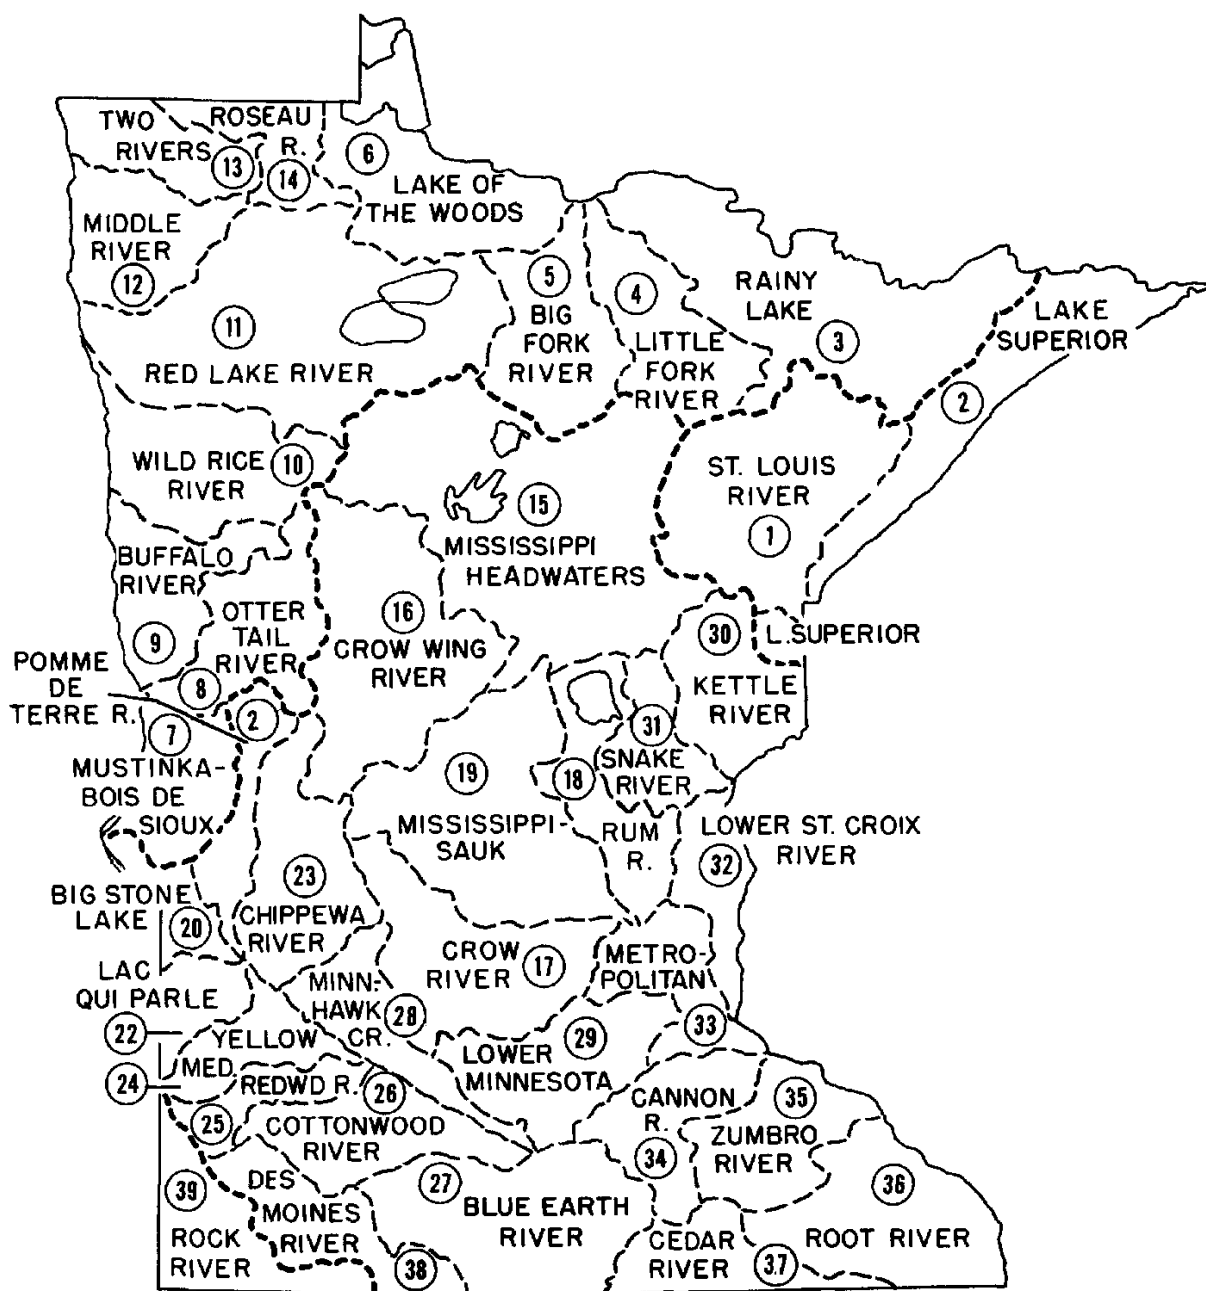 TWO
RIVERS
13
ROSEAU
R.
14
6
LAKE OF
THE WOODS
MIDDLE
RIVER
12
11
RED LAKE RIVER
5
BIG
FORK
RIVER
4
LITTLE
FORK
RIVER
RAINY
LAKE
3
LAKE
SUPERIOR
2
WILD RICE
RIVER
10
15
MISSISSIPPI
HEADWATERS
ST. LOUIS
RIVER
1
BUFFALO
RIVER
9
OTTER
TAIL
RIVER
8
16
CROW WING
RIVER
30
L. SUPERIOR
KETTLE
RIVER
POMME
DE
TERRE R.
7
2
MUSTINKA-
BOIS DE
SIOUX
19
MISSISSIPPI-
SAUK
18
31
SNAKE
RIVER
RUM
R.
LOWER ST. CROIX
RIVER
32
BIG STONE
LAKE
20
23
CHIPPEWA
RIVER
CROW
RIVER
17
METRO-
POLITAN
LAC
QUI PARLE
22
MINN-
HAWK
CR.
28
YELLOW
MED.
24
LOWER
MINNESOTA
29
33
REDWD R.
26
25
COTTONWOOD
RIVER
CANNON
R.
34
35
ZUMBRO
RIVER
39
ROCK
RIVER
DES
MOINES
RIVER
27
BLUE EARTH
RIVER
38
CEDAR
RIVER
37
36
ROOT RIVER